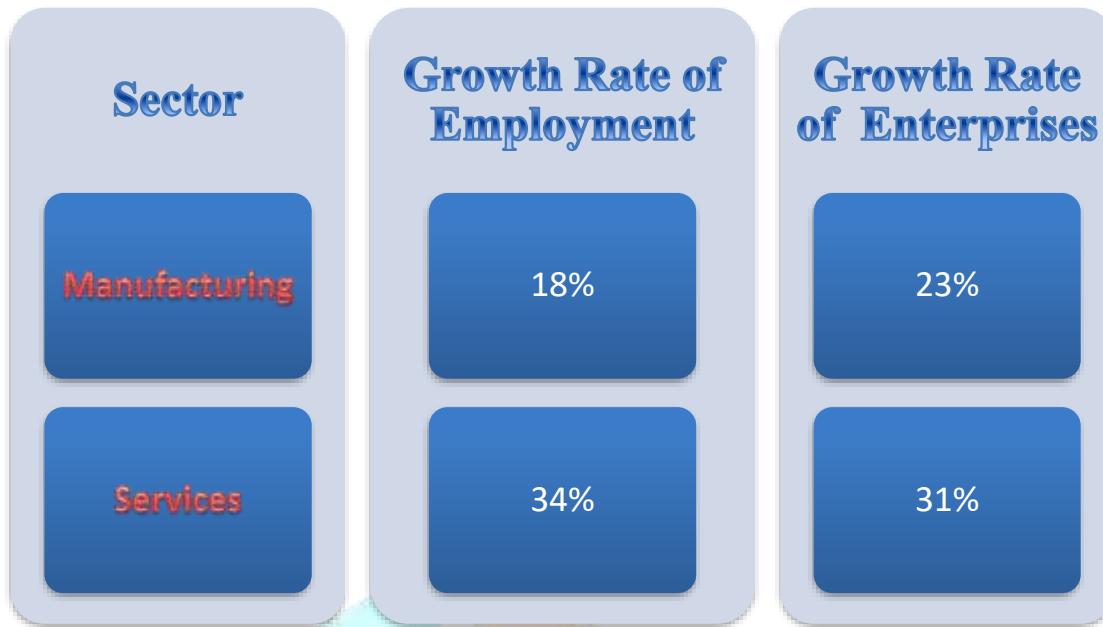 Sector
Growth Rate of
Employment
Growth Rate
of Enterprises
Manufacturing
18%
23%
Services
34%
31%